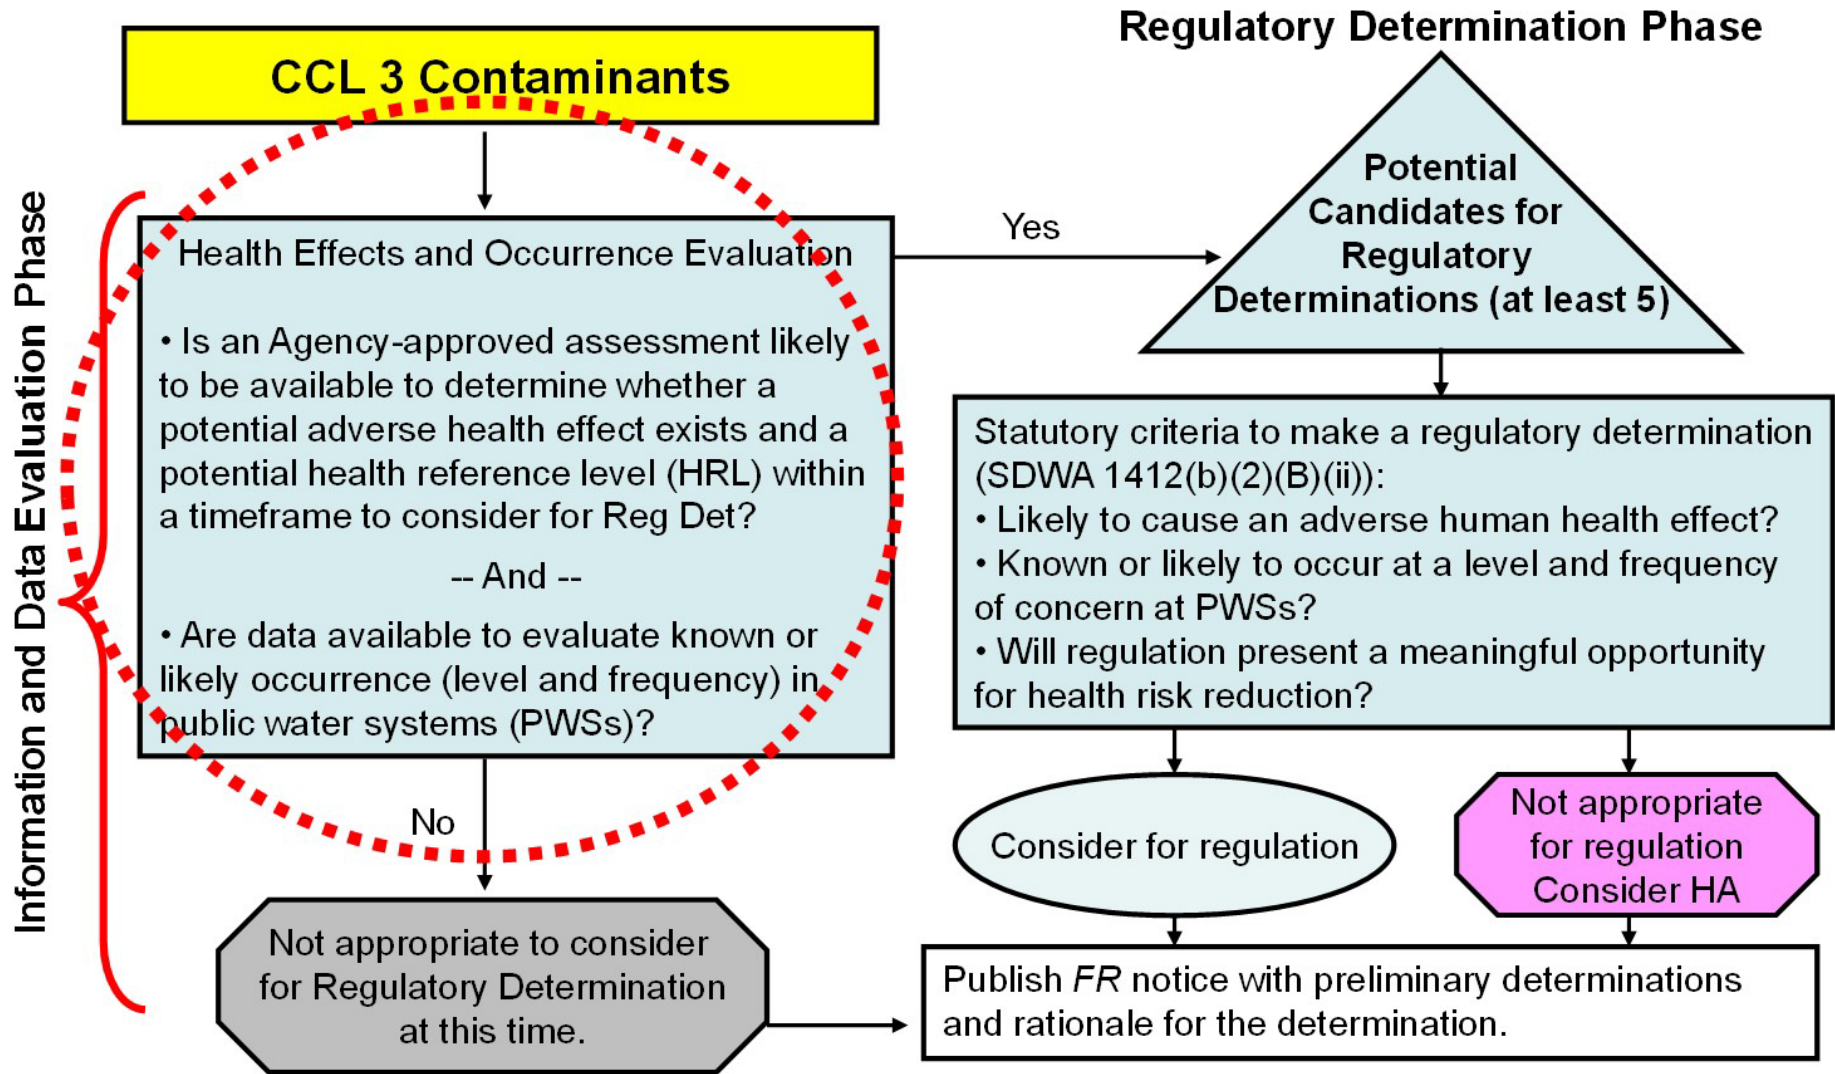 Regulatory Determination Phase
CCL 3 Contaminants
Information and Data Evaluation Phase
Health Effects and Occurrence Evaluation
• Is an Agency-approved assessment likely
to be available to determine whether a
potential adverse health effect exists and a
potential health reference level (HRL) within
a timeframe to consider for Reg Det?
-- And --
• Are data available to evaluate known or
likely occurrence (level and frequency) in
public water systems (PWSs)?
Yes
No
Not appropriate to consider
for Regulatory Determination
at this time.
Potential
Candidates for
Regulatory
Determinations (at least 5)
Statutory criteria to make a regulatory determination
(SDWA 1412(b)(2)(B)(ii)):
• Likely to cause an adverse human health effect?
• Known or likely to occur at a level and frequency
of concern at PWSs?
• Will regulation present a meaningful opportunity
for health risk reduction?
Consider for regulation
Not appropriate
for regulation
Consider HA
Publish FR notice with preliminary determinations
and rationale for the determination.